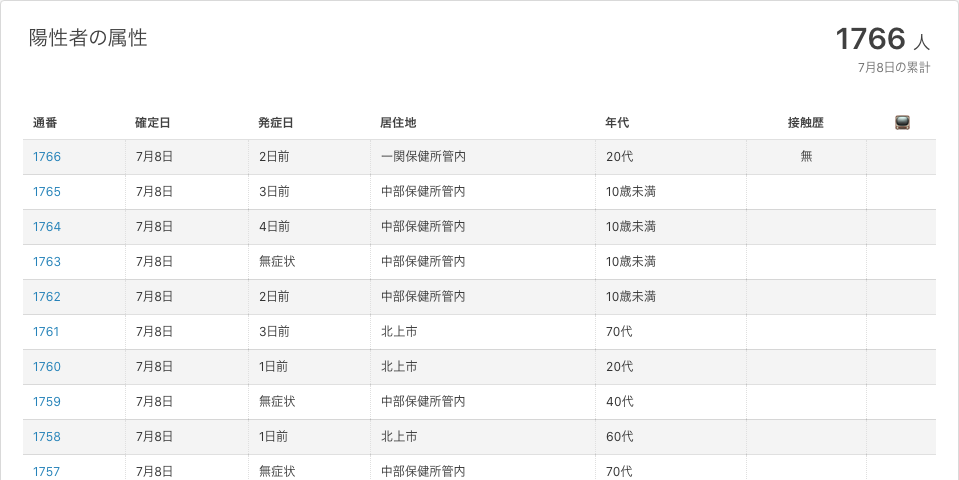 陽性者の属性
1766 人
7月8日の累計
通番 確定日 発症日 居住地 年代 接触歴
1766 7月8日 2日前 一関保健所管内 20代 無
1765 7月8日 3日前 中部保健所管内 10歳未満
1764 7月8日 4日前 中部保健所管内 10歳未満
1763 7月8日 無症状 中部保健所管内 10歳未満
1762 7月8日 2日前 中部保健所管内 10歳未満
1761 7月8日 3日前 北上市 70代
1760 7月8日 1日前 北上市 20代
1759 7月8日 無症状 中部保健所管内 40代
1758 7月8日 1日前 北上市 60代
1757 7月8日 無症状 中部保健所管内 70代